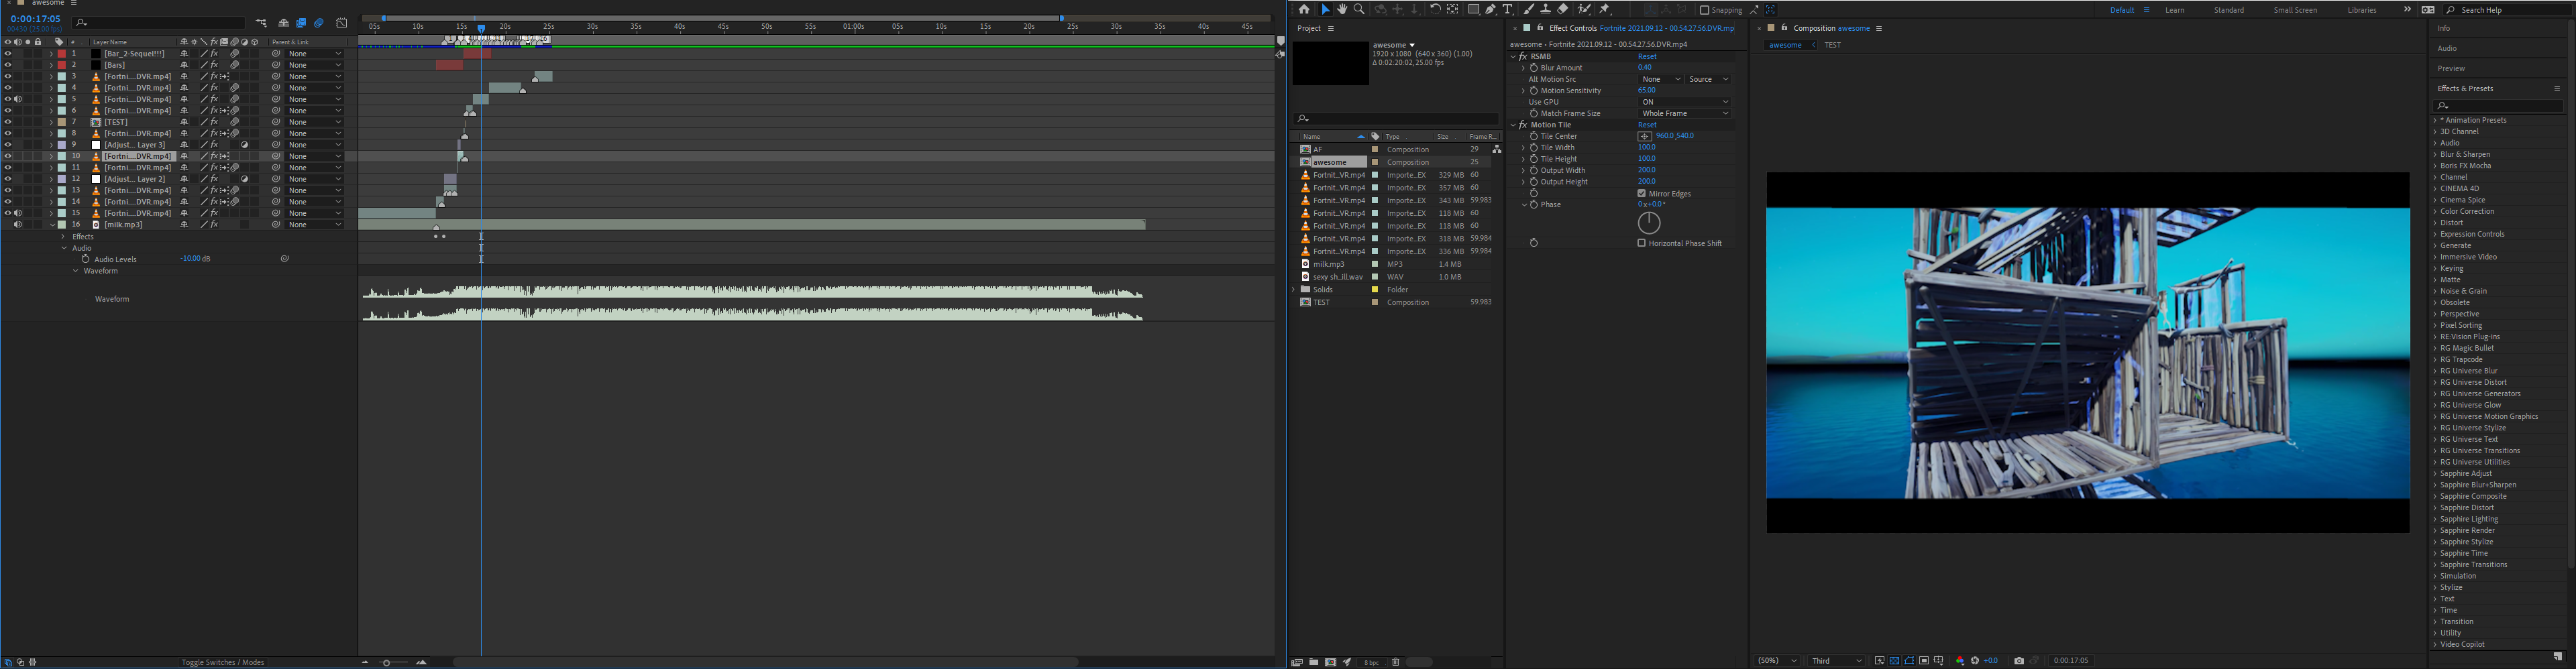 awesome
0:00:17:05
00430 (25.00 fps)
# Layer Name Parent & Link
1 [Bar_2-Sequel!!!] None
2 [Bars] None
3 [Fortni....DVR.mp4] None
4 [Fortni....DVR.mp4] None
5 [Fortni....DVR.mp4] None
6 [Fortni....DVR.mp4] None
7 [TEST] None
8 [Fortni....DVR.mp4] None
9 [Adjust... Layer 3] None
10 [Fortni....DVR.mp4] None
11 [Fortni....DVR.mp4] None
12 [Adjust... Layer 2] None
13 [Fortni....DVR.mp4] None
14 [Fortni....DVR.mp4] None
15 [Fortni....DVR.mp4] None
16 [milk.mp3] None
Effects
Audio
Audio Levels -10.00 dB
Waveform
Waveform
Toggle Switches / Modes
05s 10s 15s 20s 25s 30s 35s 40s 45s 50s 55s 01:00s 05s 10s 15s 20s 25s 30s 35s 40s 45s
Snapping
Default Learn Standard Small Screen Libraries Search Help
Project
awesome
1920 x 1080 (640 x 360) (1.00)
Δ 0:02:20:02, 25.00 fps
Name Type Size Frame R...
AF Composition 29
awesome Composition 25
Fortnit...VR.mp4 Importe...EX 329 MB 60
Fortnit...VR.mp4 Importe...EX 357 MB 60
Fortnit...VR.mp4 Importe...EX 343 MB 59.983
Fortnit...VR.mp4 Importe...EX 118 MB 60
Fortnit...VR.mp4 Importe...EX 118 MB 60
Fortnit...VR.mp4 Importe...EX 318 MB 59.984
Fortnit...VR.mp4 Importe...EX 336 MB 59.983
milk.mp3 MP3 1.4 MB
sexy sh...ill.wav WAV 1.0 MB
Solids Folder
TEST Composition 59.983
8 bpc
Effect Controls Fortnite 2021.09.12 - 00.54.27.56.DVR.mp
awesome • Fortnite 2021.09.12 - 00.54.27.56.DVR.mp4
fx RSMB Reset
Blur Amount 0.40
Alt Motion Src None Source
Motion Sensitivity 65.00
Use GPU ON
Match Frame Size Whole Frame
fx Motion Tile Reset
Tile Center 960.0,540.0
Tile Width 100.0
Tile Height 100.0
Output Width 200.0
Output Height 200.0
Mirror Edges
Phase 0x+0.0°
Horizontal Phase Shift
Composition awesome
awesome TEST
(50%) Third +0.0 0:00:17:05
Info
Audio
Preview
Effects & Presets
* Animation Presets
3D Channel
Audio
Blur & Sharpen
Boris FX Mocha
Channel
CINEMA 4D
Cinema Spice
Color Correction
Distort
Expression Controls
Generate
Immersive Video
Keying
Matte
Noise & Grain
Obsolete
Perspective
Pixel Sorting
RE:Vision Plug-ins
RG Magic Bullet
RG Trapcode
RG Universe Blur
RG Universe Distort
RG Universe Generators
RG Universe Glow
RG Universe Motion Graphics
RG Universe Stylize
RG Universe Text
RG Universe Transitions
RG Universe Utilities
Sapphire Adjust
Sapphire Blur+Sharpen
Sapphire Composite
Sapphire Distort
Sapphire Lighting
Sapphire Render
Sapphire Stylize
Sapphire Time
Sapphire Transitions
Simulation
Stylize
Text
Time
Transition
Utility
Video Copilot